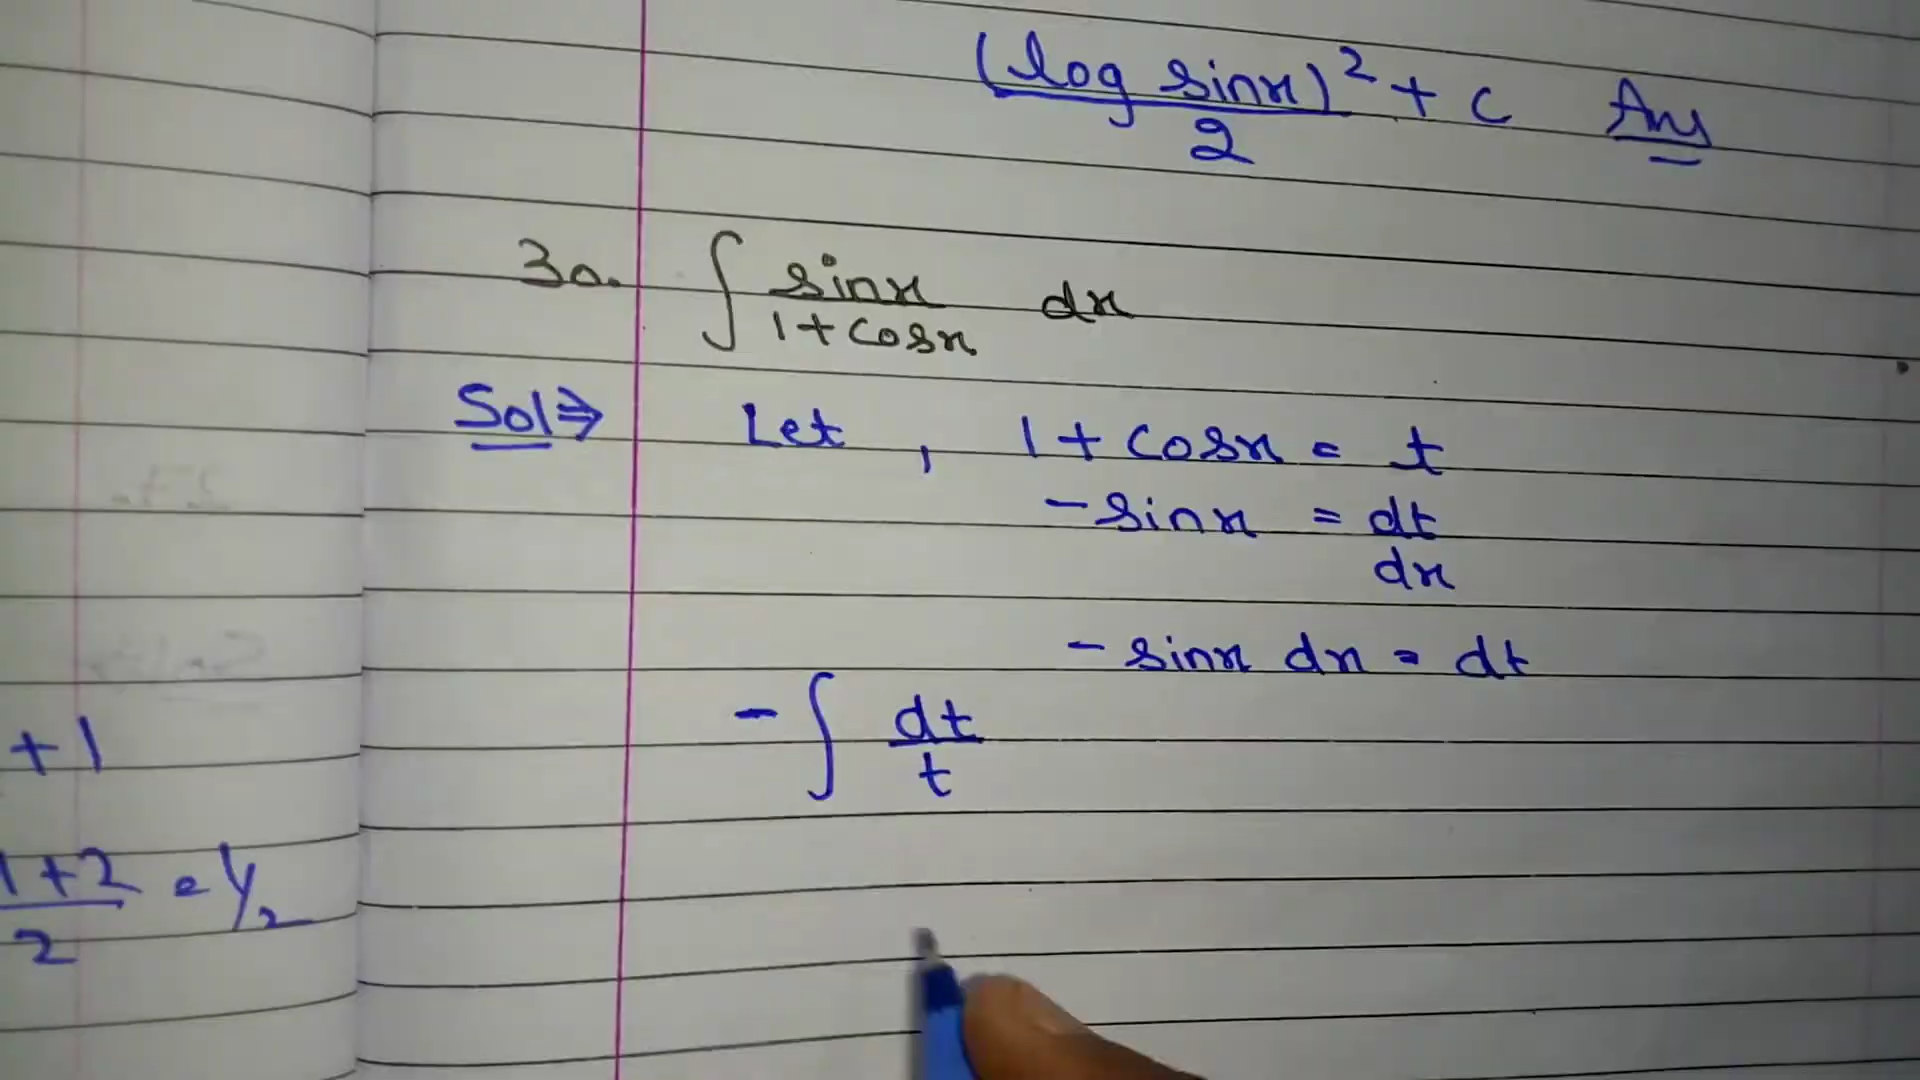 (log sinx)² + c Ans
2
30. ∫ sinx dx
1+cosx
Sol⇒ Let , 1 + cosx = t
-sinx = dt
dx
- sinx dx = dt
- ∫ dt
t
+1
1+2 = 1/2
2